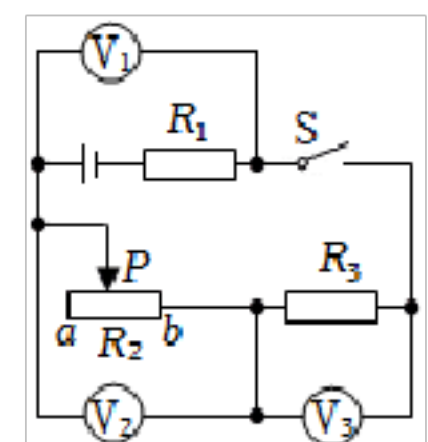 V₁
R₁ S
P R₃
a R₂ b
V₂ V₃